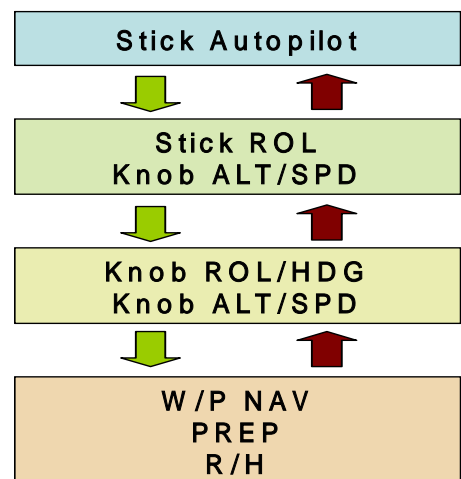 Stick Autopilot
Stick ROL
Knob ALT/SPD
Knob ROL/HDG
Knob ALT/SPD
W/P NAV
PREP
R/H